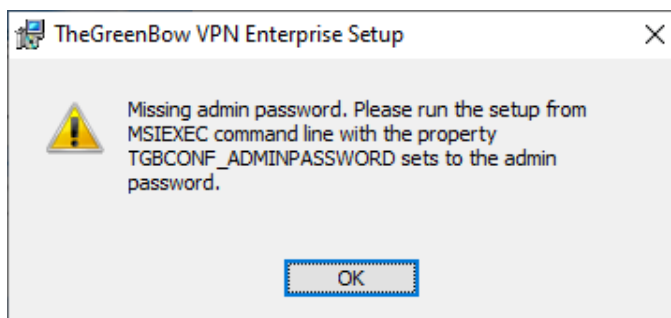 TheGreenBow VPN Enterprise Setup
Missing admin password. Please run the setup from
MSIEXEC command line with the property
TGBCONF_ADMINPASSWORD sets to the admin
password.
OK